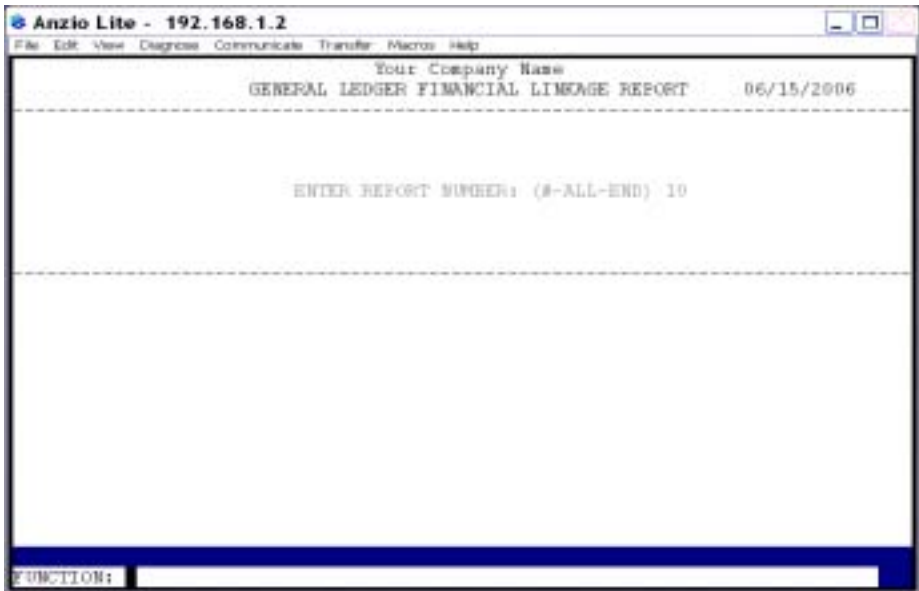 Anzio Lite - 192.168.1.2
File Edit View Diagnose Communicate Transfer Macros Help
Your Company Name
GENERAL LEDGER FINANCIAL LINKAGE REPORT 06/15/2006
ENTER REPORT NUMBER: (#-ALL-END) 10
FUNCTION: